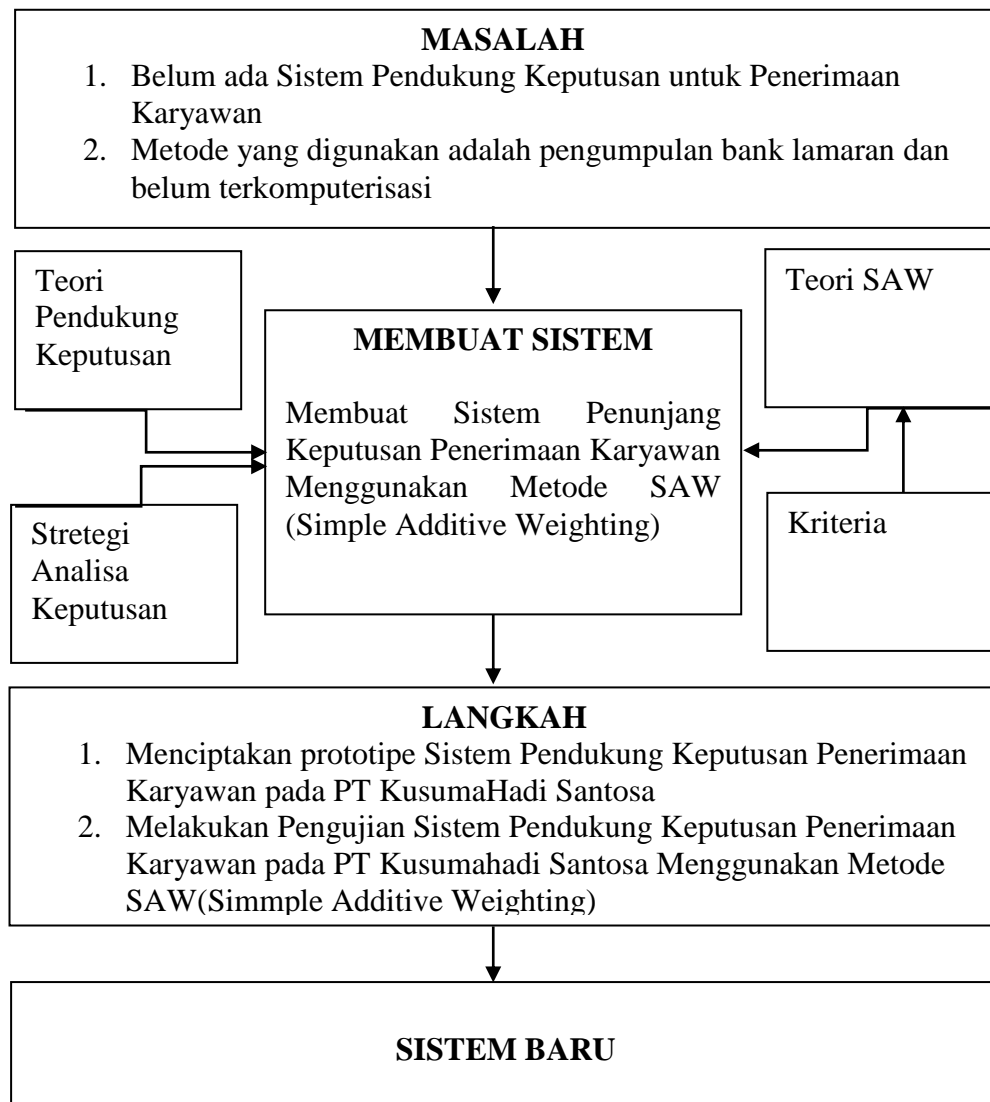 MASALAH
1. Belum ada Sistem Pendukung Keputusan untuk Penerimaan
Karyawan
2. Metode yang digunakan adalah pengumpulan bank lamaran dan
belum terkomputerisasi
Teori
Pendukung
Keputusan
Teori SAW
MEMBUAT SISTEM
Membuat Sistem Penunjang
Keputusan Penerimaan Karyawan
Menggunakan Metode SAW
(Simple Additive Weighting)
Stretegi
Analisa
Keputusan
Kriteria
LANGKAH
1. Menciptakan prototipe Sistem Pendukung Keputusan Penerimaan
Karyawan pada PT KusumaHadi Santosa
2. Melakukan Pengujian Sistem Pendukung Keputusan Penerimaan
Karyawan pada PT Kusumahadi Santosa Menggunakan Metode
SAW(Simmple Additive Weighting)
SISTEM BARU